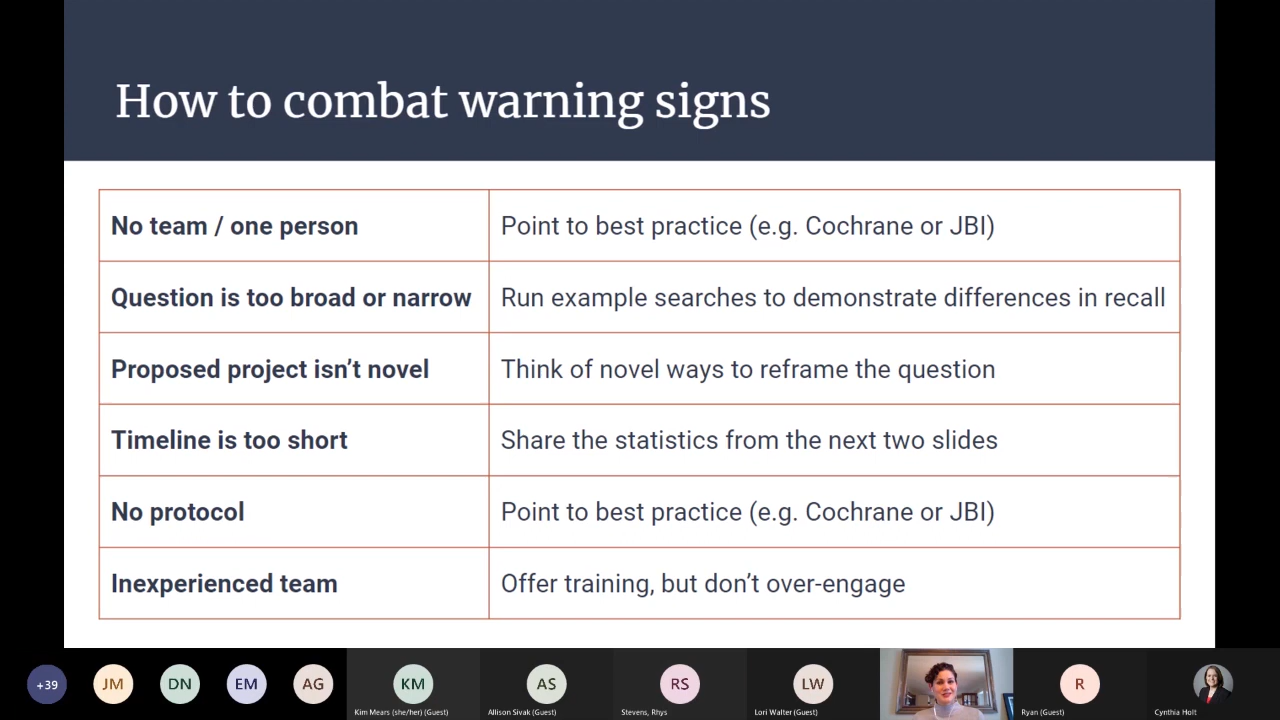 How to combat warning signs
No team / one person
Point to best practice (e.g. Cochrane or JBI)
Question is too broad or narrow
Run example searches to demonstrate differences in recall
Proposed project isn’t novel
Think of novel ways to reframe the question
Timeline is too short
Share the statistics from the next two slides
No protocol
Point to best practice (e.g. Cochrane or JBI)
Inexperienced team
Offer training, but don’t over-engage
+39
JM
DN
EM
AG
KM
Kim Mears (she/her) (Guest)
AS
Allison Sivak (Guest)
RS
Stevens, Rhys
LW
Lori Walter (Guest)
R
Ryan (Guest)
Cynthia Holt